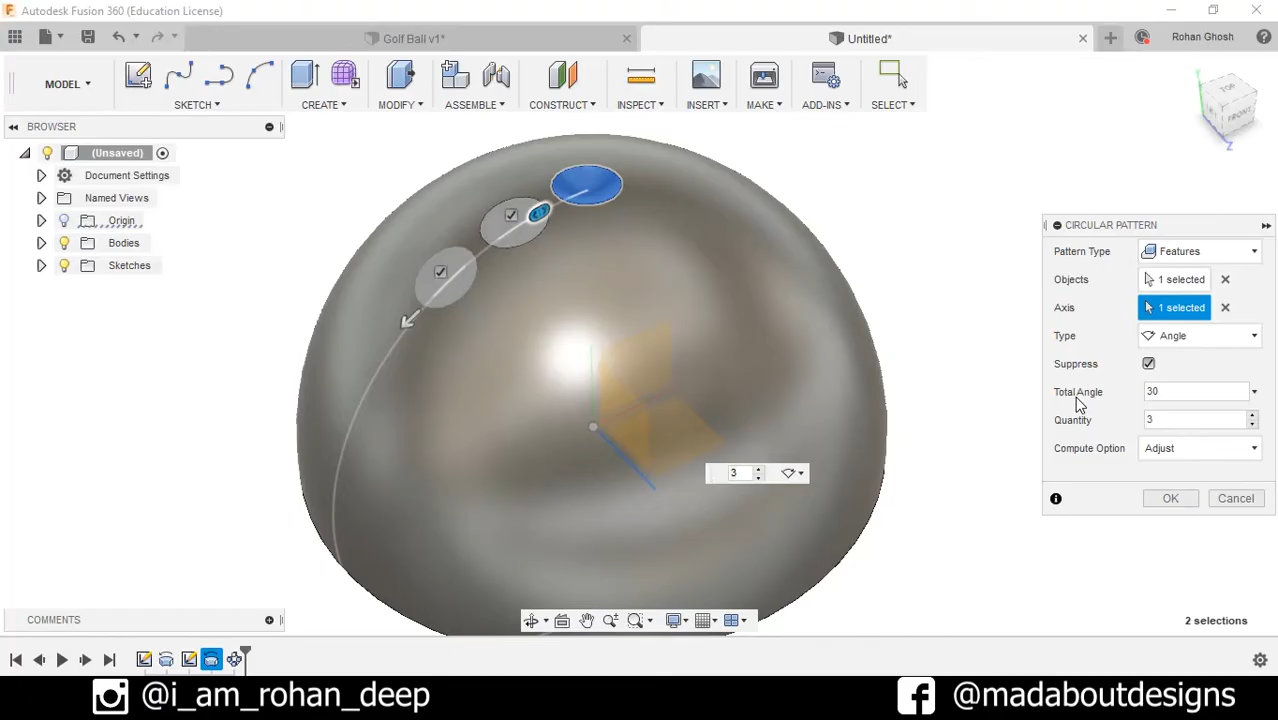 Autodesk Fusion 360 (Education License)
Golf Ball v1*
Untitled*
Rohan Ghosh
MODEL
SKETCH
CREATE
MODIFY
ASSEMBLE
CONSTRUCT
INSPECT
INSERT
MAKE
ADD-INS
SELECT
TOP
FRONT
Z
BROWSER
(Unsaved)
Document Settings
Named Views
Origin
Bodies
Sketches
CIRCULAR PATTERN
Pattern Type Features
Objects 1 selected
Axis 1 selected
Type Angle
Suppress
Total Angle 30
Quantity 3
Compute Option Adjust
OK Cancel
3
COMMENTS
2 selections
@i_am_rohan_deep
@madaboutdesigns